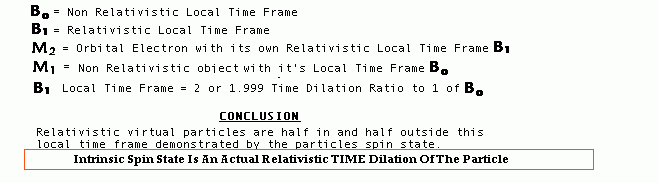 Bo = Non Relativistic Local Time Frame
B1 = Relativistic Local Time Frame
M2 = Orbital Electron with its own Relativistic Local Time Frame B1
M1 = Non Relativistic object with it's Local Time Frame Bo
B1 Local Time Frame = 2 or 1.999 Time Dilation Ratio to 1 of Bo
CONCLUSION
Relativistic virtual particles are half in and half outside this
local time frame demonstrated by the particles spin state.
Intrinsic Spin State Is An Actual Relativistic TIME Dilation Of The Particle